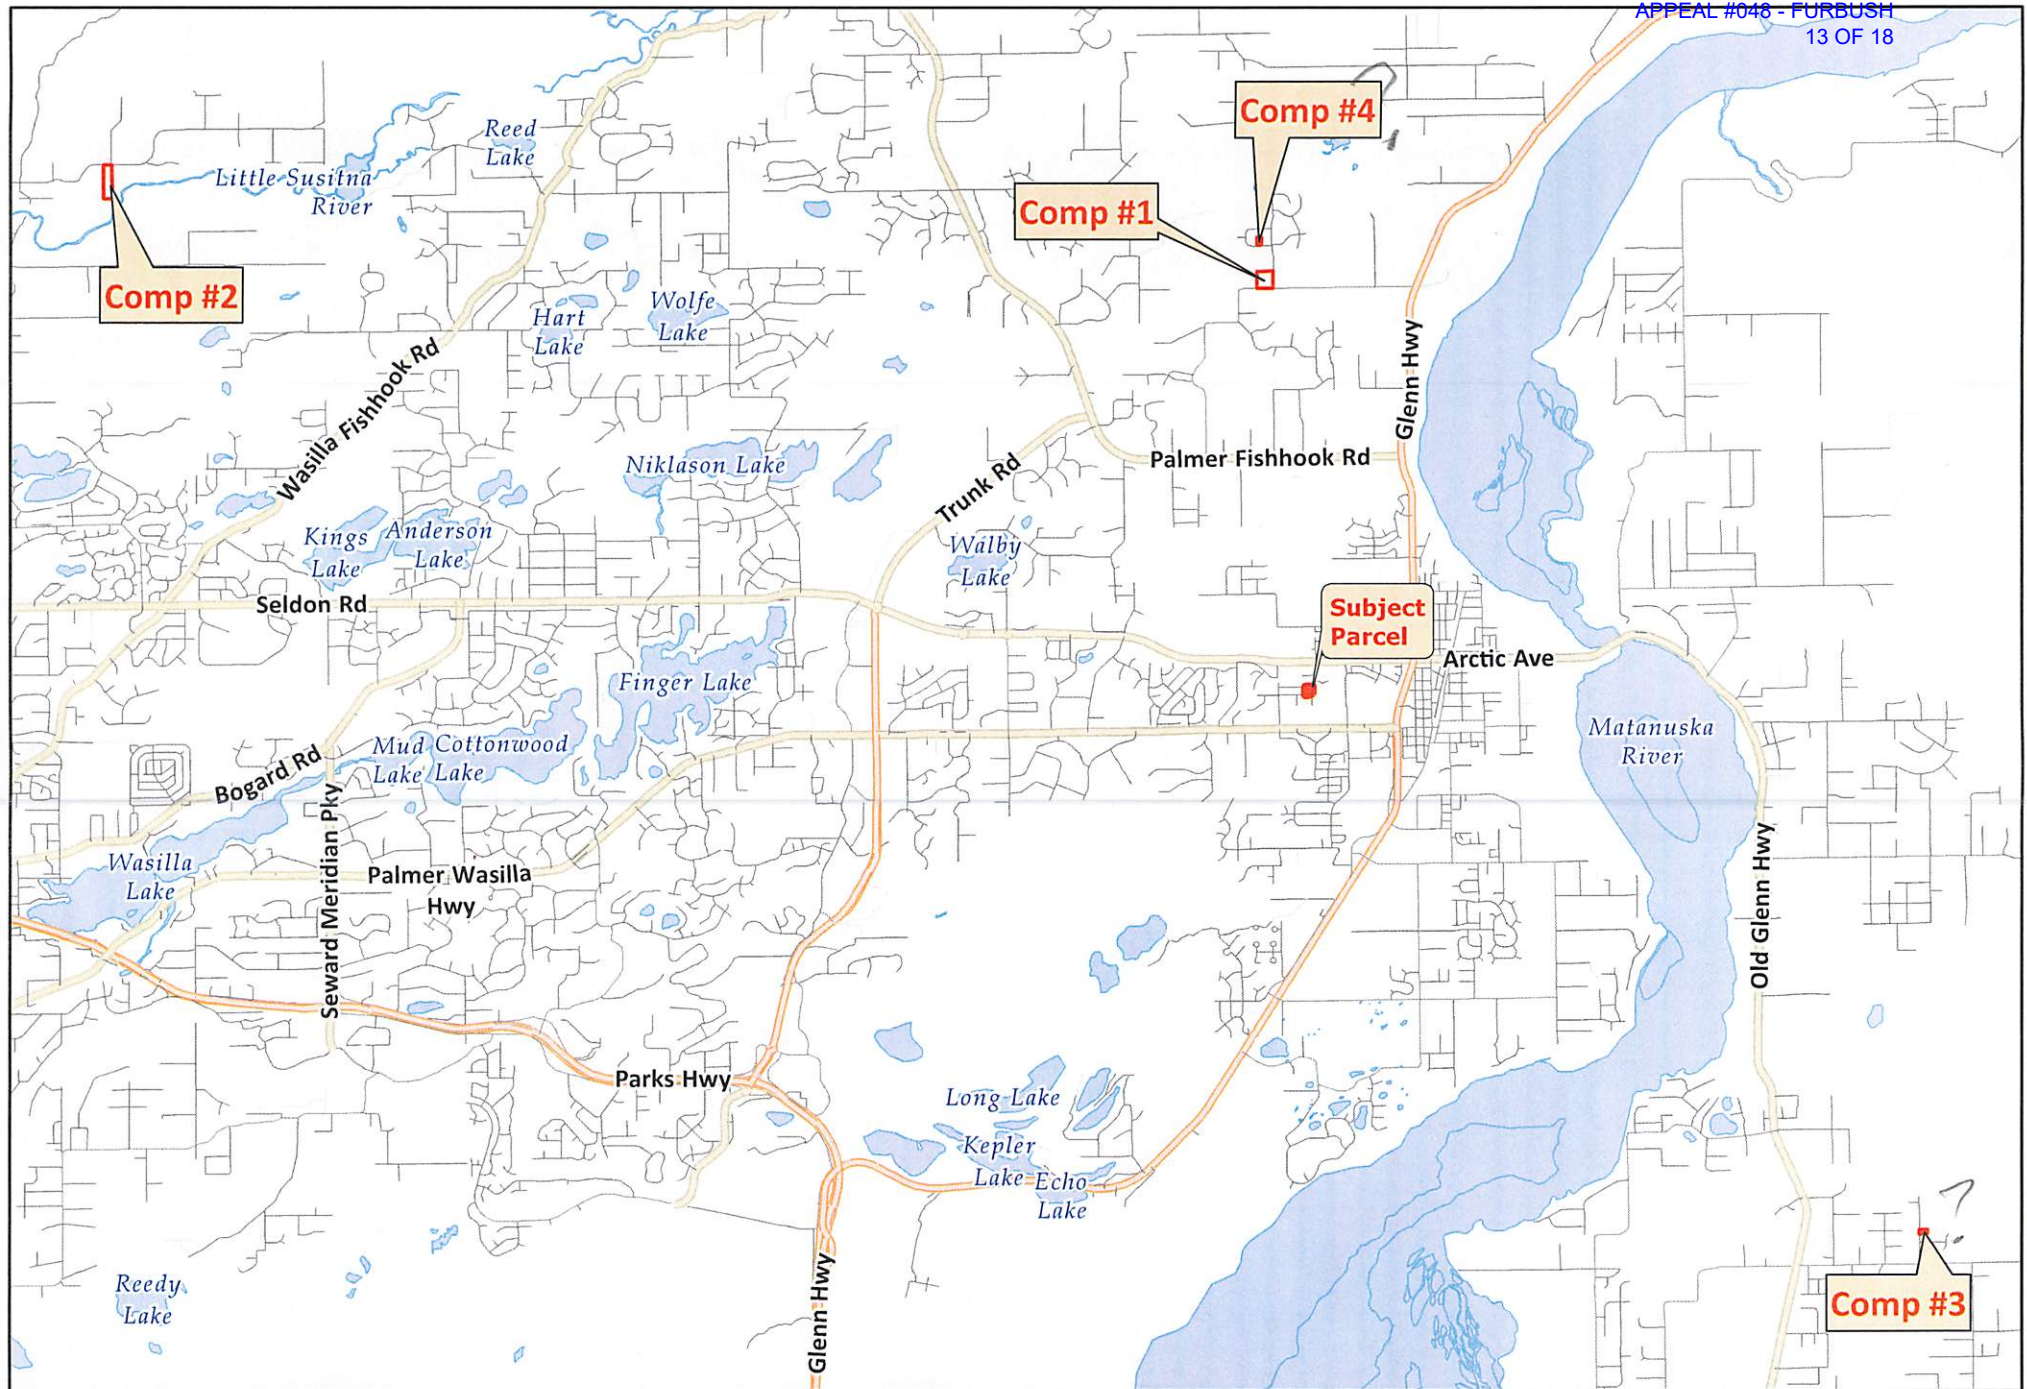 APPEAL #048 - FURBUSH
13 OF 18
Comp #4
Reed
Lake
Little Susitna
River
Comp #1
Comp #2
Wolfe
Lake
Hart
Lake
Wasilla Fishhook Rd
Glenn Hwy
Niklason Lake
Palmer Fishhook Rd
Trunk Rd
Kings
Lake
Anderson
Lake
Walby
Lake
Seldon Rd
Subject
Parcel
Arctic Ave
Finger Lake
Matanuska
River
Mud
Lake
Cottonwood
Lake
Bogard Rd
Seward Meridian Pky
Wasilla
Lake
Palmer Wasilla
Hwy
Old Glenn Hwy
Parks Hwy
Long Lake
Kepler
Lake
Echo
Lake
Reedy
Lake
Glenn Hwy
Comp #3
?
?